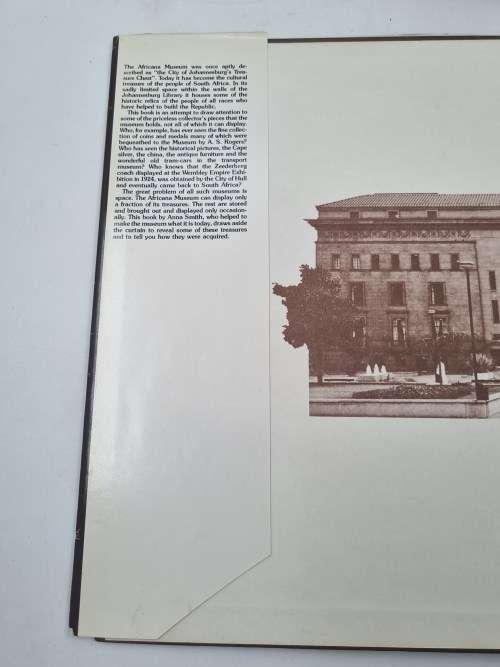 The Africana Museum was once aptly de-
scribed as "the City of Johannesburg's Trea-
sure Chest". Today it has become the cultural
treasure of the people of South Africa. In its
sadly limited space within the walls of the
Johannesburg Library it houses some of the
historic relics of the people of all races who
have helped to build the Republic.
This book is an attempt to draw attention to
some of the priceless collector's pieces that the
museum holds, not all of which it can display.
Who, for example, has ever seen the fine collec-
tion of coins and medals many of which were
bequeathed to the Museum by A. S. Rogers?
Who has seen the historical pictures, the Cape
silver, the china, the antique furniture and the
wonderful old tram-cars in the transport
museum? Who knows that the Zeederberg
coach displayed at the Wembley Empire Exhi-
bition in 1924, was obtained by the City of Hull
and eventually came back to South Africa?
The great problem of all such museums is
space. The Africana Museum can display only
a fraction of its treasures. The rest are stored
and brought out and displayed only occasion-
ally. This book by Anna Smith, who helped to
make the museum what it is today, draws aside
the curtain to reveal some of these treasures
and to tell you how they were acquired.